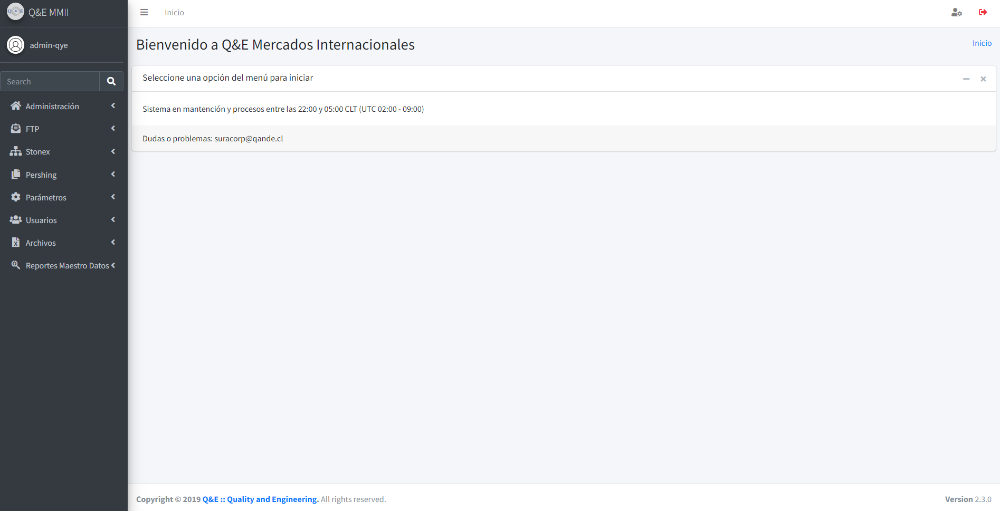 Q&E MMII
Inicio
admin-qye
Bienvenido a Q&E Mercados Internacionales
Inicio
Search
Seleccione una opción del menú para iniciar
Sistema en mantención y procesos entre las 22:00 y 05:00 CLT (UTC 02:00 - 09:00)
Dudas o problemas: suracorp@qande.cl
Administración
FTP
Stonex
Pershing
Parámetros
Usuarios
Archivos
Reportes Maestro Datos
Copyright © 2019 Q&E :: Quality and Engineering. All rights reserved.
Version 2.3.0